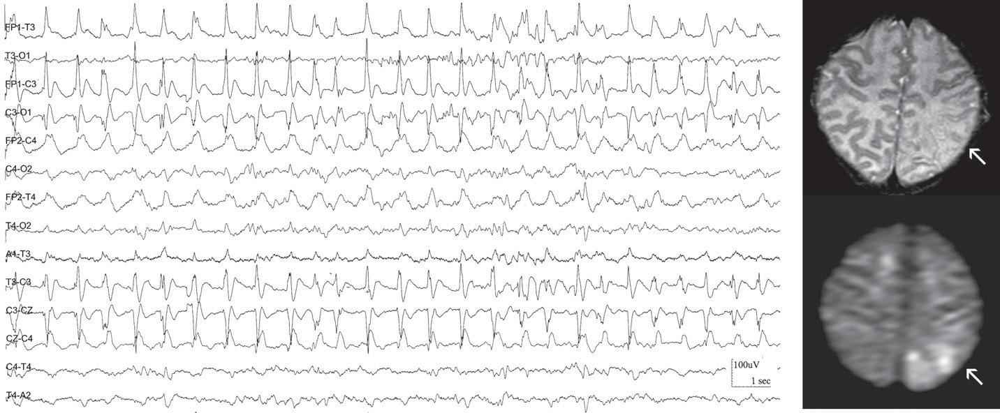 FP1-T3
T3-O1
FP1-C3
C3-O1
FP2-C4
C4-O2
FP2-T4
T4-O2
A1-T3
T3-C3
C3-CZ
CZ-C4
C4-T4
T4-A2
100uV
1 sec